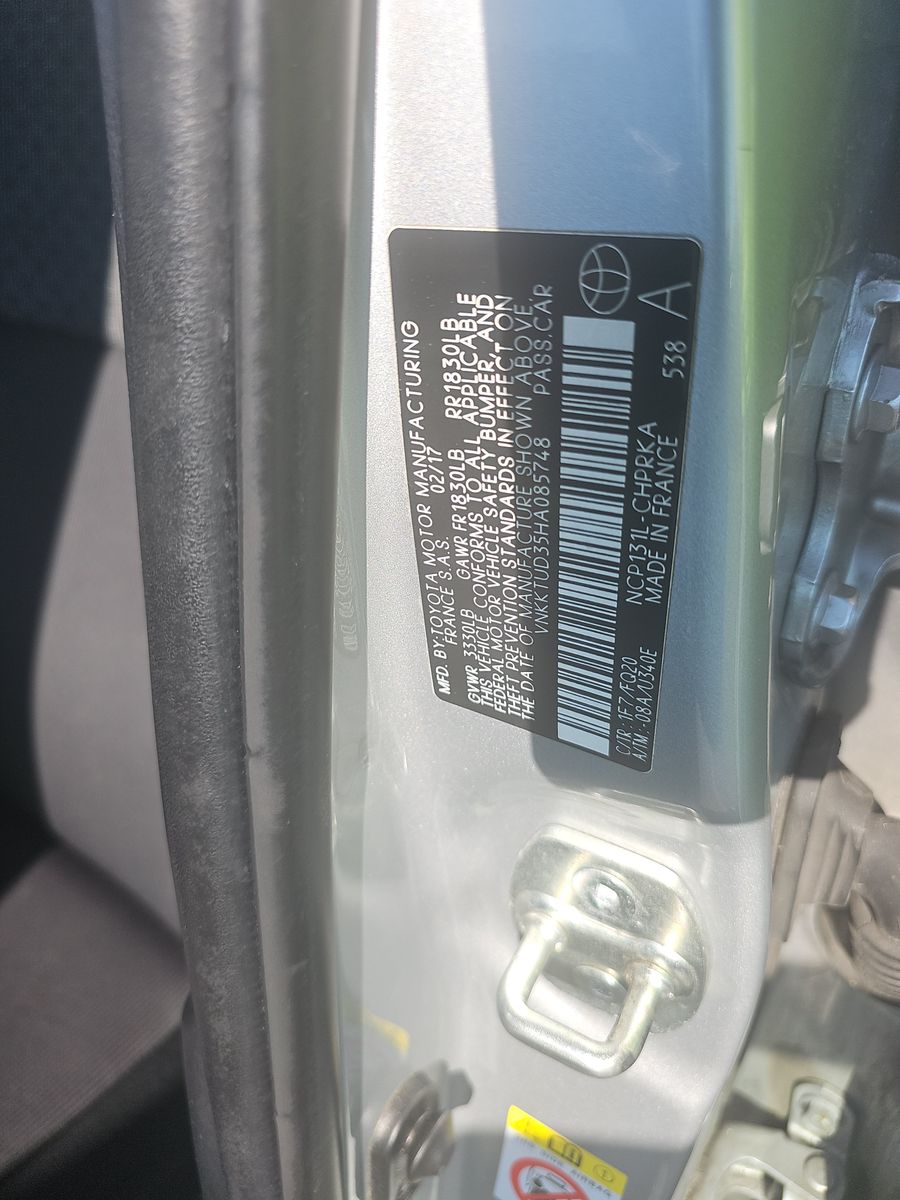 MFD. BY: TOYOTA MOTOR MANUFACTURING
FRANCE S.A.S. 02/17
GVWR 3330LB GAWR FR1830LB RR1830LB
THIS VEHICLE CONFORMS TO ALL APPLICABLE
FEDERAL MOTOR VEHICLE SAFETY BUMPER, AND
THEFT PREVENTION STANDARDS IN EFFECT ON
THE DATE OF MANUFACTURE SHOWN ABOVE.
VNKKTUD35HA085748 PASS.CAR
C/TR: 1F7/FQ20 NCP131L-CHPRKA 538 A
A/TM: -08A/U340E MADE IN FRANCE